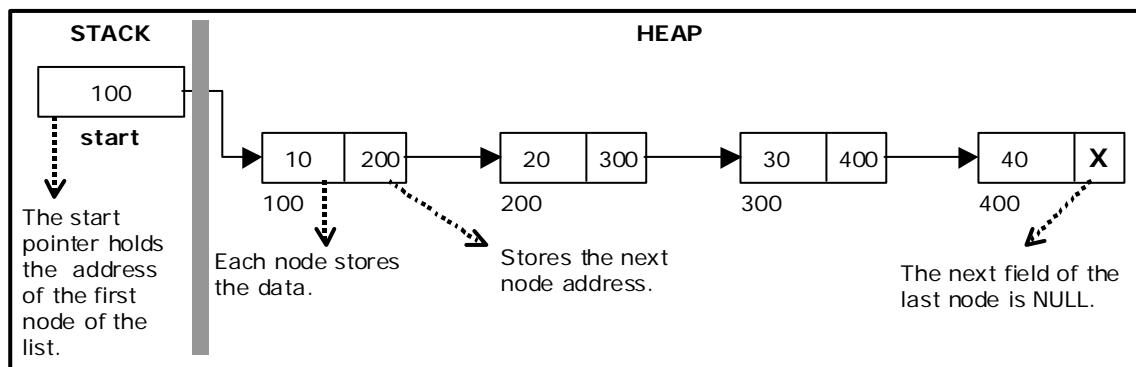 STACK
HEAP
100
start
10 200
20 300
30 400
40 X
100
200
300
400
The start
pointer holds
the address
of the first
node of the
list.
Each node stores
the data.
Stores the next
node address.
The next field of the
last node is NULL.